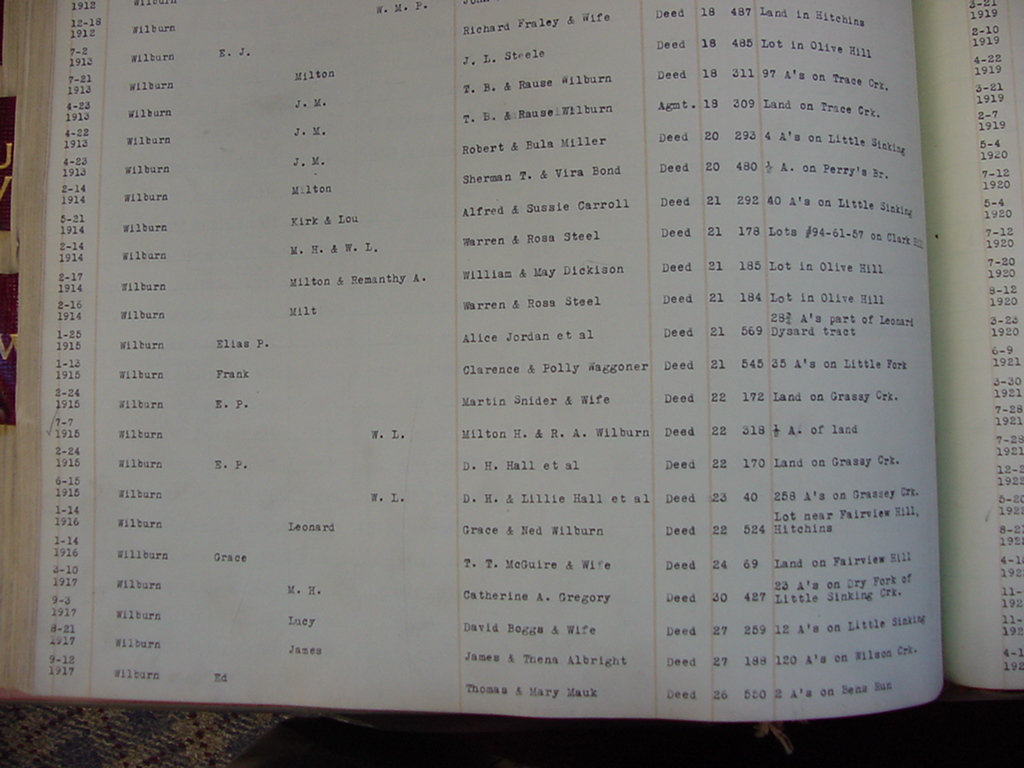 1912 Wilburn
12-18 1912 Wilburn W. M. P.
7-2 1913 Wilburn E. J. Richard Fraley & Wife Deed 18 487 Land in Hitchins
7-21 1913 Wilburn Milton J. L. Steele Deed 18 485 Lot in Olive Hill
4-23 1913 Wilburn J. M. T. B. & Rause Wilburn Deed 18 311 97 A's on Trace Crk.
4-22 1913 Wilburn J. M. T. B. & Rause Wilburn Agmt. 18 309 Land on Trace Crk.
4-23 1913 Wilburn J. M. Robert & Eula Miller Deed 20 293 4 A's on Little Sinking
2-14 1914 Wilburn Milton Sherman T. & Vira Bond Deed 20 480 ½ A. on Perry's Br.
5-21 1914 Wilburn Kirk & Lou Alfred & Sussie Carroll Deed 21 292 40 A's on Little Sinking
2-14 1914 Wilburn M. H. & W. L. Warren & Rosa Steel Deed 21 178 Lots #94-61-57 on Clark Hill
2-17 1914 Wilburn Milton & Remanthy A. William & May Dickison Deed 21 185 Lot in Olive Hill
2-16 1914 Wilburn Milt Warren & Rosa Steel Deed 21 184 Lot in Olive Hill
1-25 1915 Wilburn Elias P. Alice Jordan et al Deed 21 569 28¾ A's part of Leonard Dysard tract
1-13 1915 Wilburn Frank Clarence & Polly Waggoner Deed 21 545 35 A's on Little Fork
2-24 1915 Wilburn E. P. Martin Snider & Wife Deed 22 172 Land on Grassy Crk.
7-7 1915 Wilburn W. L. Milton H. & R. A. Wilburn Deed 22 318 ½ A. of land
2-24 1915 Wilburn E. P. D. H. Hall et al Deed 22 170 Land on Grassy Crk.
6-15 1915 Wilburn W. L. D. H. & Lillie Hall et al Deed 23 40 258 A's on Grassey Crk.
1-14 1916 Wilburn Leonard Grace & Ned Wilburn Deed 22 524 Lot near Fairview Hill, Hitchins
1-14 1916 Willburn Grace T. T. McGuire & Wife Deed 24 69 Land on Fairview Hill
3-10 1917 Wilburn M. H. Catherine A. Gregory Deed 30 427 23 A's on Dry Fork of Little Sinking Crk.
9-3 1917 Wilburn Lucy David Boggs & Wife Deed 27 259 12 A's on Little Sinking
8-21 1917 Wilburn James James & Thena Albright Deed 27 188 120 A's on Wilson Crk.
9-12 1917 Wilburn Ed Thomas & Mary Mauk Deed 26 550 2 A's on Bens Run
3-21 1919
2-10 1919
4-22 1919
3-21 1919
2-7 1919
5-4 1920
7-12 1920
5-4 1920
7-12 1920
7-20 1920
8-12 1920
3-23 1920
6-9 1921
3-30 1921
7-28 1921